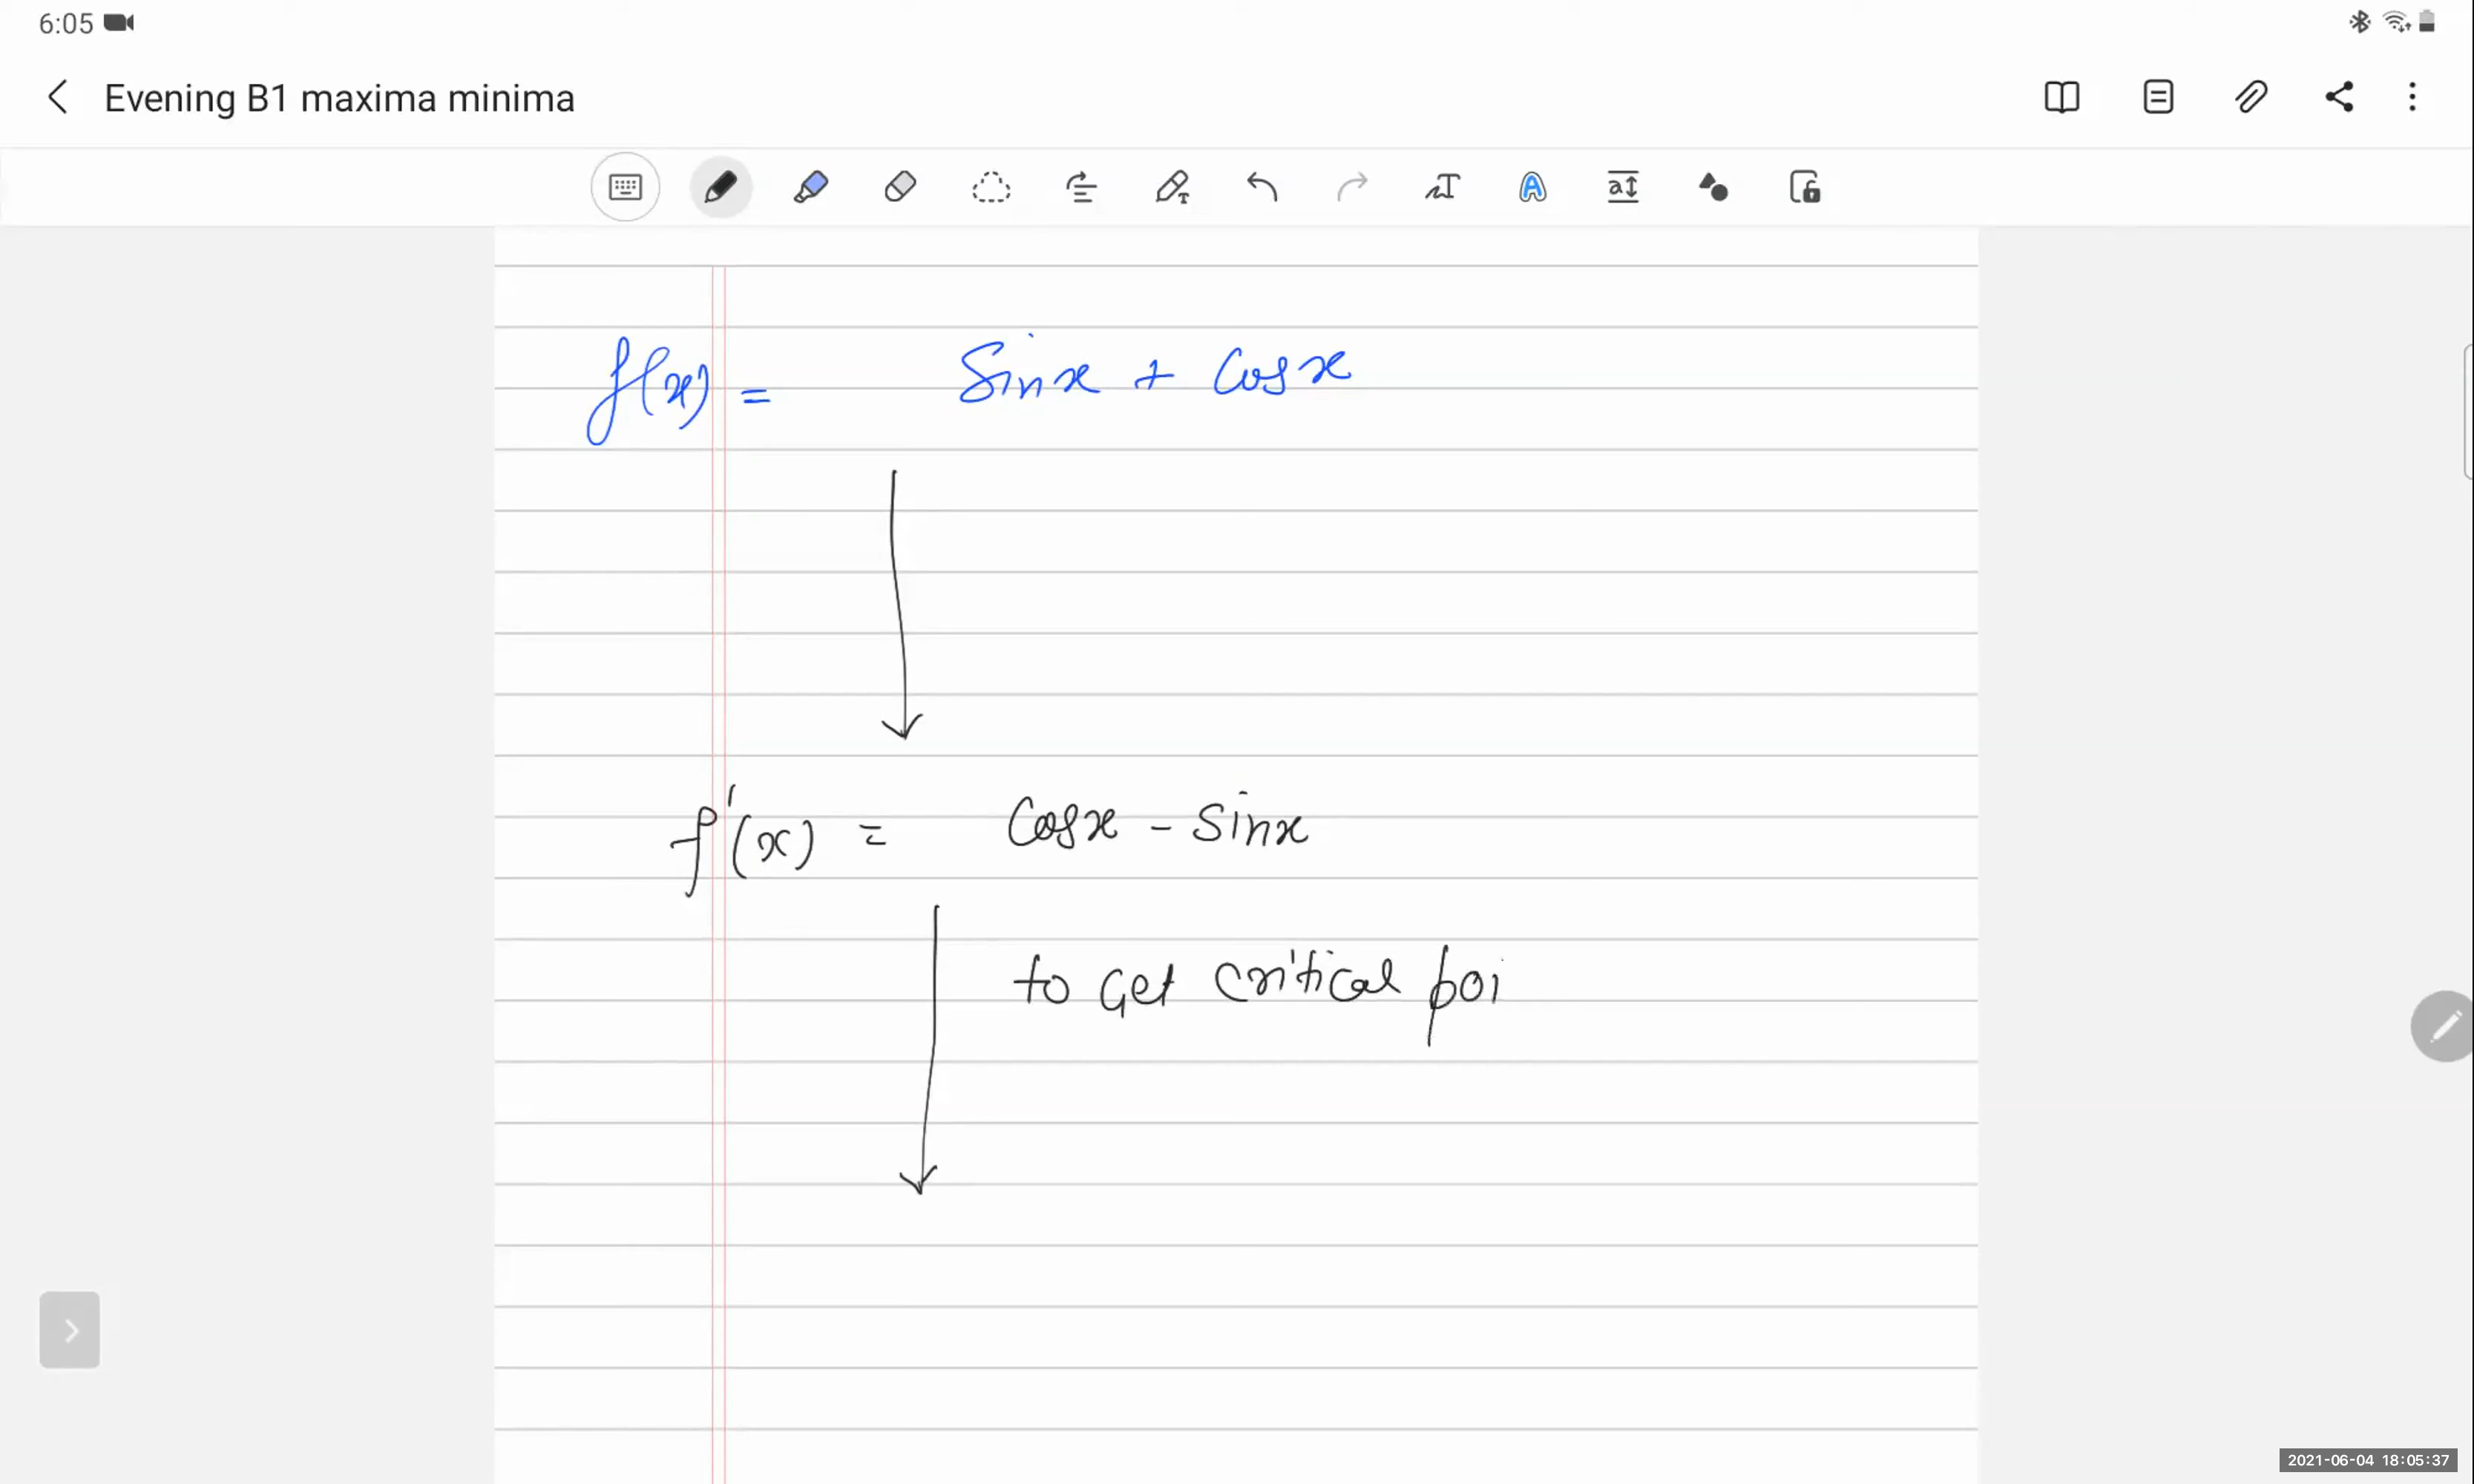 6:05
Evening B1 maxima minima
f(x) = Sinx + Cosx
f'(x) = Cosx - Sinx
to Get critical poi
2021-06-04 18:05:37